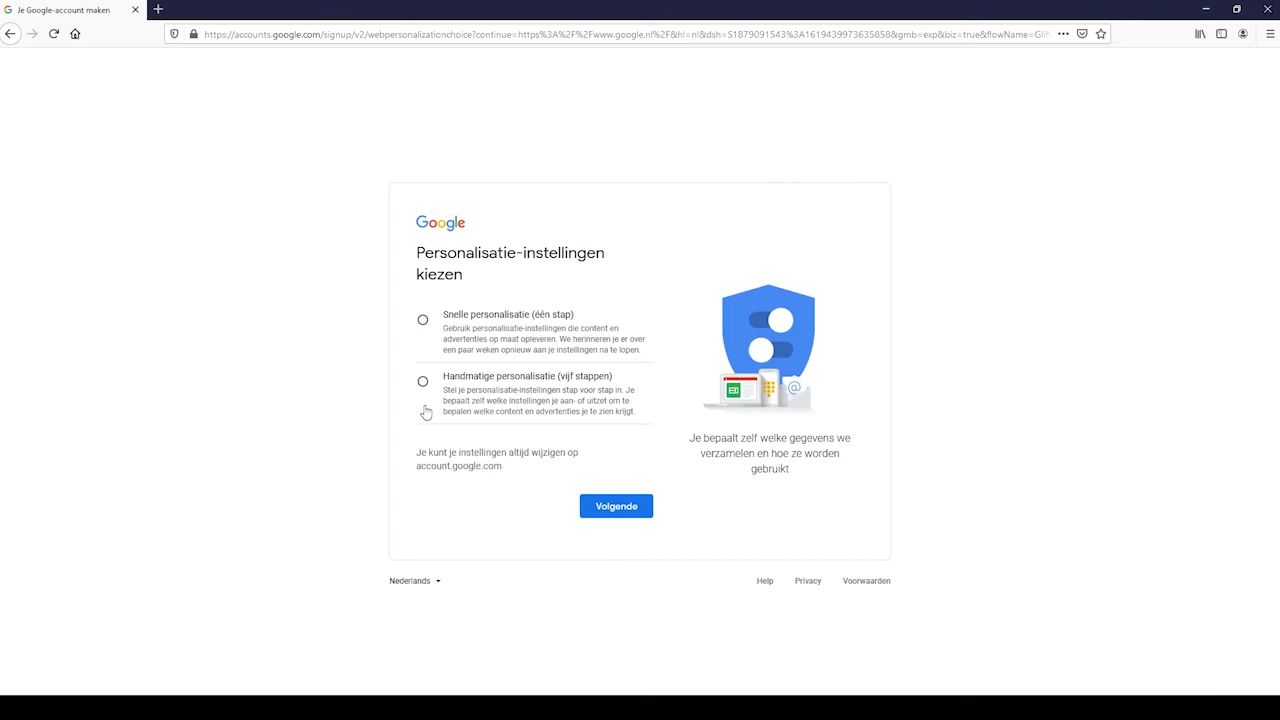 Je Google-account maken
https://accounts.google.com/signup/v2/webpersonalizationchoice?continue=https%3A%2F%2Fwww.google.nl%2F&hl=nl&dsh=S1879091543%3A1619439973635858&gmb=exp&biz=true&flowName=Glif
Google
Personalisatie-instellingen
kiezen
Snelle personalisatie (één stap)
Gebruik personalisatie-instellingen die content en
advertenties op maat opleveren. We herinneren je er over
een paar weken opnieuw aan je instellingen na te lopen.
Handmatige personalisatie (vijf stappen)
Stel je personalisatie-instellingen stap voor stap in. Je
bepaalt zelf welke instellingen je aan- of uitzet om te
bepalen welke content en advertenties je te zien krijgt.
Je kunt je instellingen altijd wijzigen op
account.google.com
Volgende
@
Je bepaalt zelf welke gegevens we
verzamelen en hoe ze worden
gebruikt
Nederlands
Help
Privacy
Voorwaarden